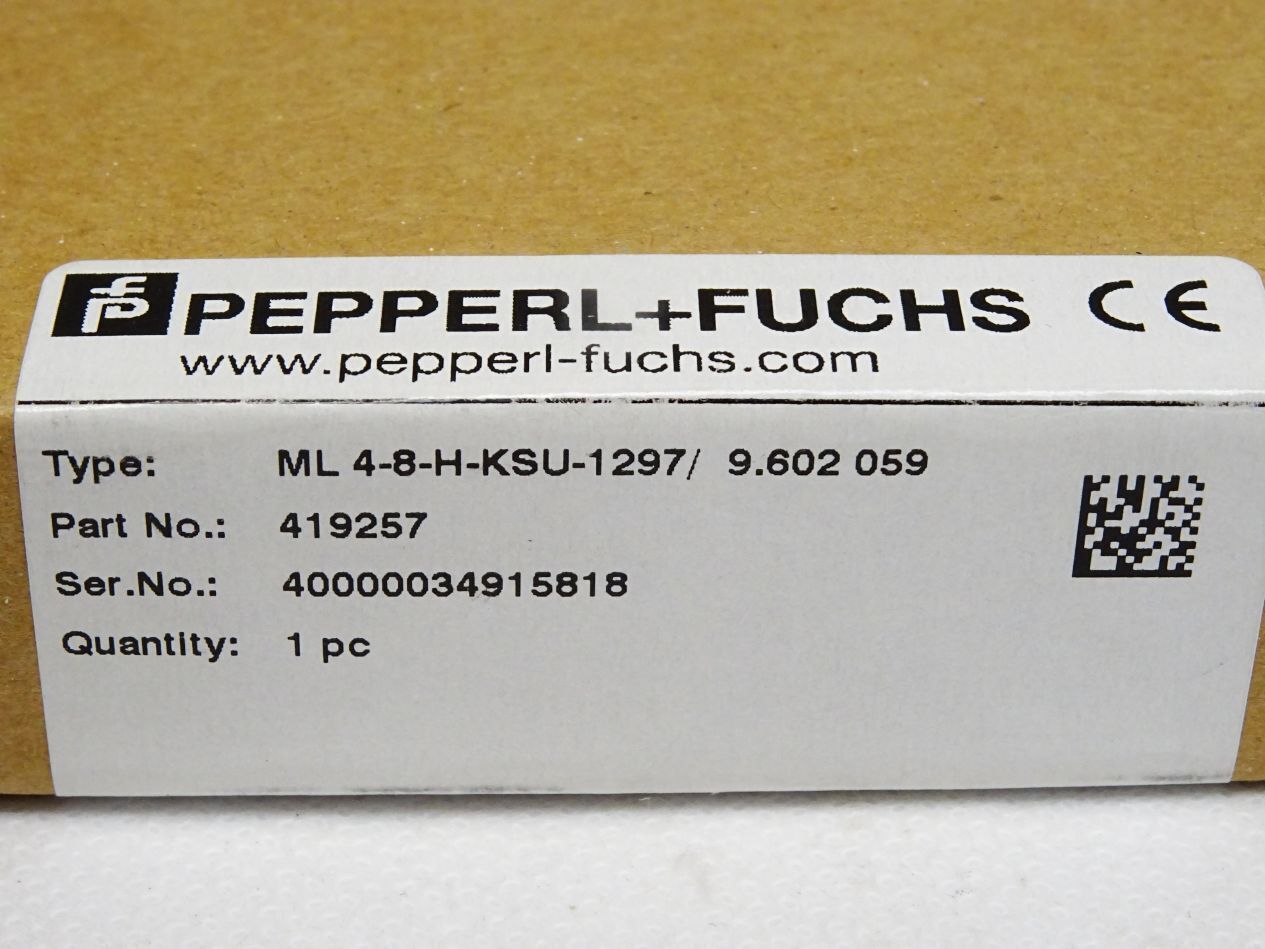 PEPPERL+FUCHS CE
www.pepperl-fuchs.com
Type: ML 4-8-H-KSU-1297/ 9.602 059
Part No.: 419257
Ser.No.: 40000034915818
Quantity: 1 pc